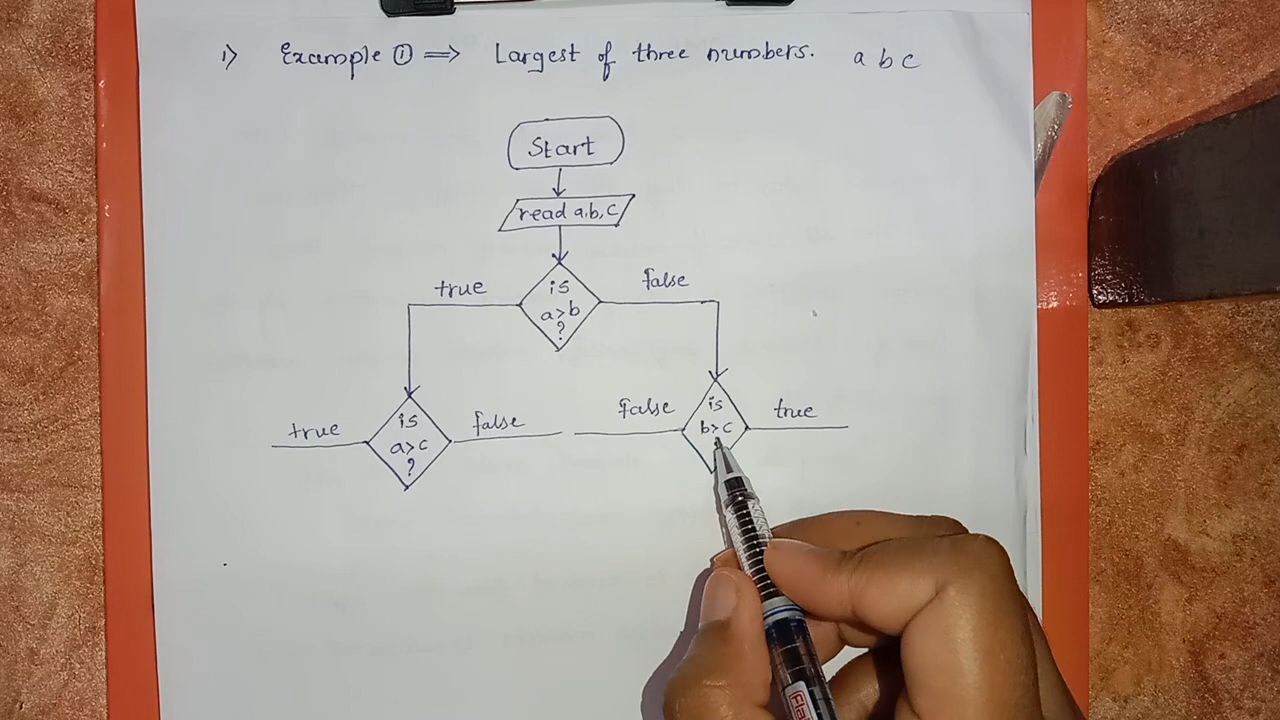 1) Example ① ⟹ Largest of three numbers. a b c
Start
read a,b,c
true
is
a>b
?
false
true
is
a>c
?
false
false
is
b>c
true